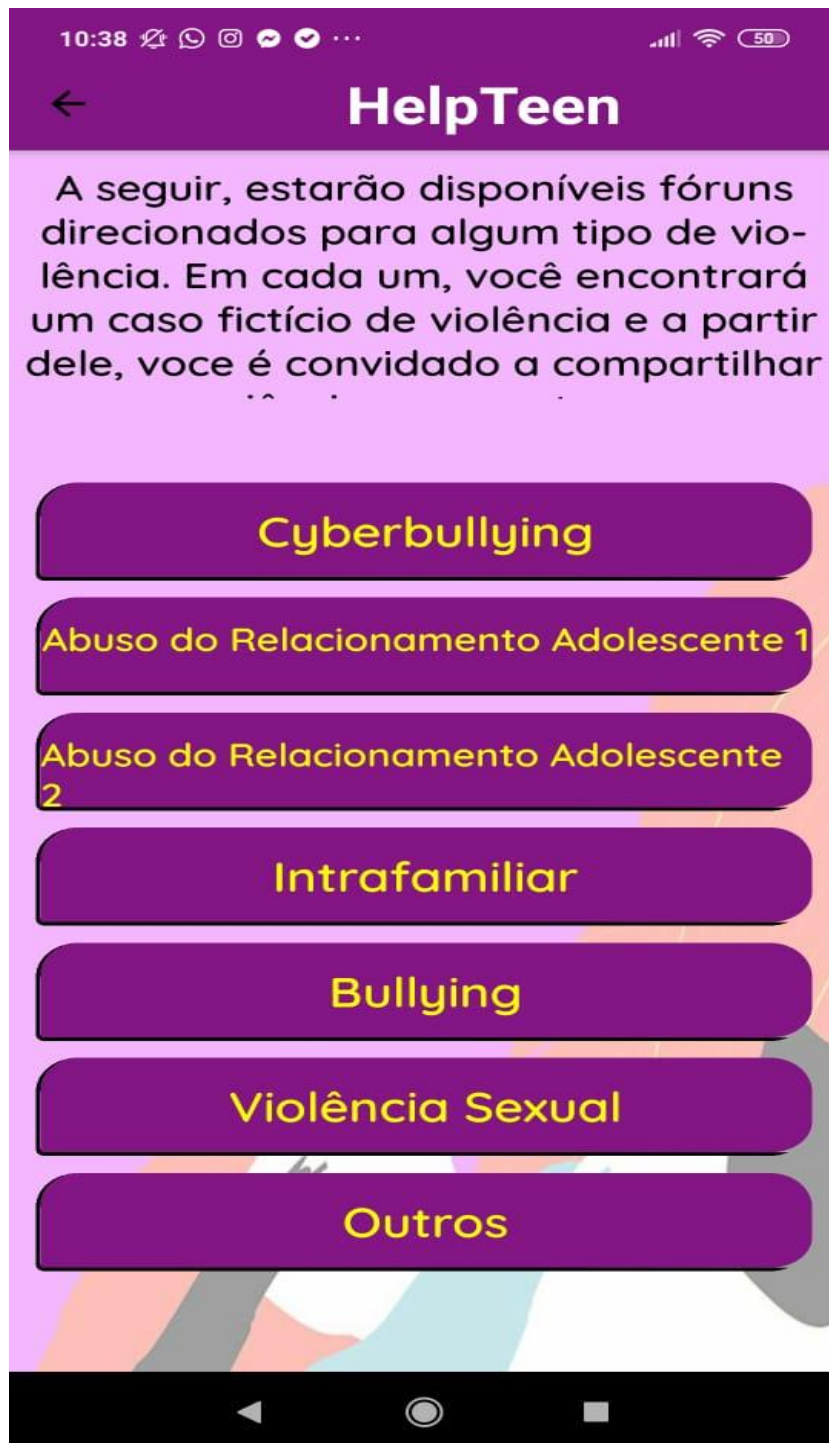 10:38
50
HelpTeen
A seguir, estarão disponíveis fóruns
direcionados para algum tipo de vio-
lência. Em cada um, você encontrará
um caso fictício de violência e a partir
dele, voce é convidado a compartilhar
Cyberbullying
Abuso do Relacionamento Adolescente 1
Abuso do Relacionamento Adolescente
2
Intrafamiliar
Bullying
Violência Sexual
Outros